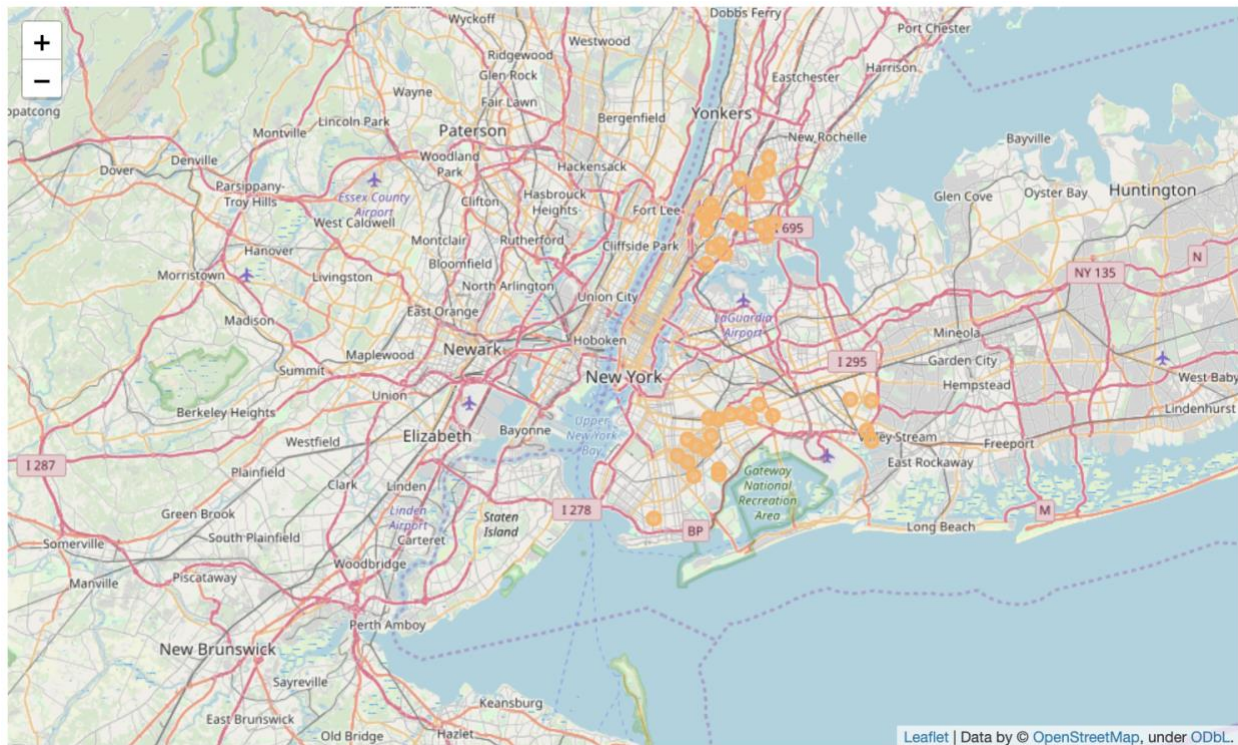 +
−
Wyckoff
Dobbs Ferry
Port Chester
Westwood
Ridgewood
Glen Rock
Harrison
Eastchester
opatcong
Wayne
Fair Lawn
Lincoln Park
Bergenfield
Yonkers
Paterson
New Rochelle
Montville
Bayville
Denville
Dover
Woodland
Park
Hackensack
Parsippany-
Troy Hills
Essex County
Airport
Hasbrouck
Heights
Clifton
Fort Lee
Glen Cove
Oyster Bay
Huntington
West Caldwell
695
Montclair
Rutherford
Cliffside Park
Hanover
Bloomfield
N
Morristown
Livingston
NY 135
North Arlington
Union City
East Orange
LaGuardia
Airport
Madison
Mineola
Hoboken
Newark
Maplewood
I 295
Garden City
Summit
New York
West Baby
Union
Hempstead
Berkeley Heights
Lindenhurst
Upper
New York
Bay
Bayonne
Elizabeth
Westfield
Valley Stream
Freeport
I 287
Plainfield
East Rockaway
Gateway
National
Recreation
Area
Clark
Linden
I 278
M
Green Brook
Staten
Island
Linden
Airport
Long Beach
BP
South Plainfield
Carteret
Somerville
Woodbridge
Manville
Piscataway
Perth Amboy
New Brunswick
Sayreville
Keansburg
East Brunswick
Old Bridge
Hazlet
Leaflet | Data by © OpenStreetMap, under ODbL.